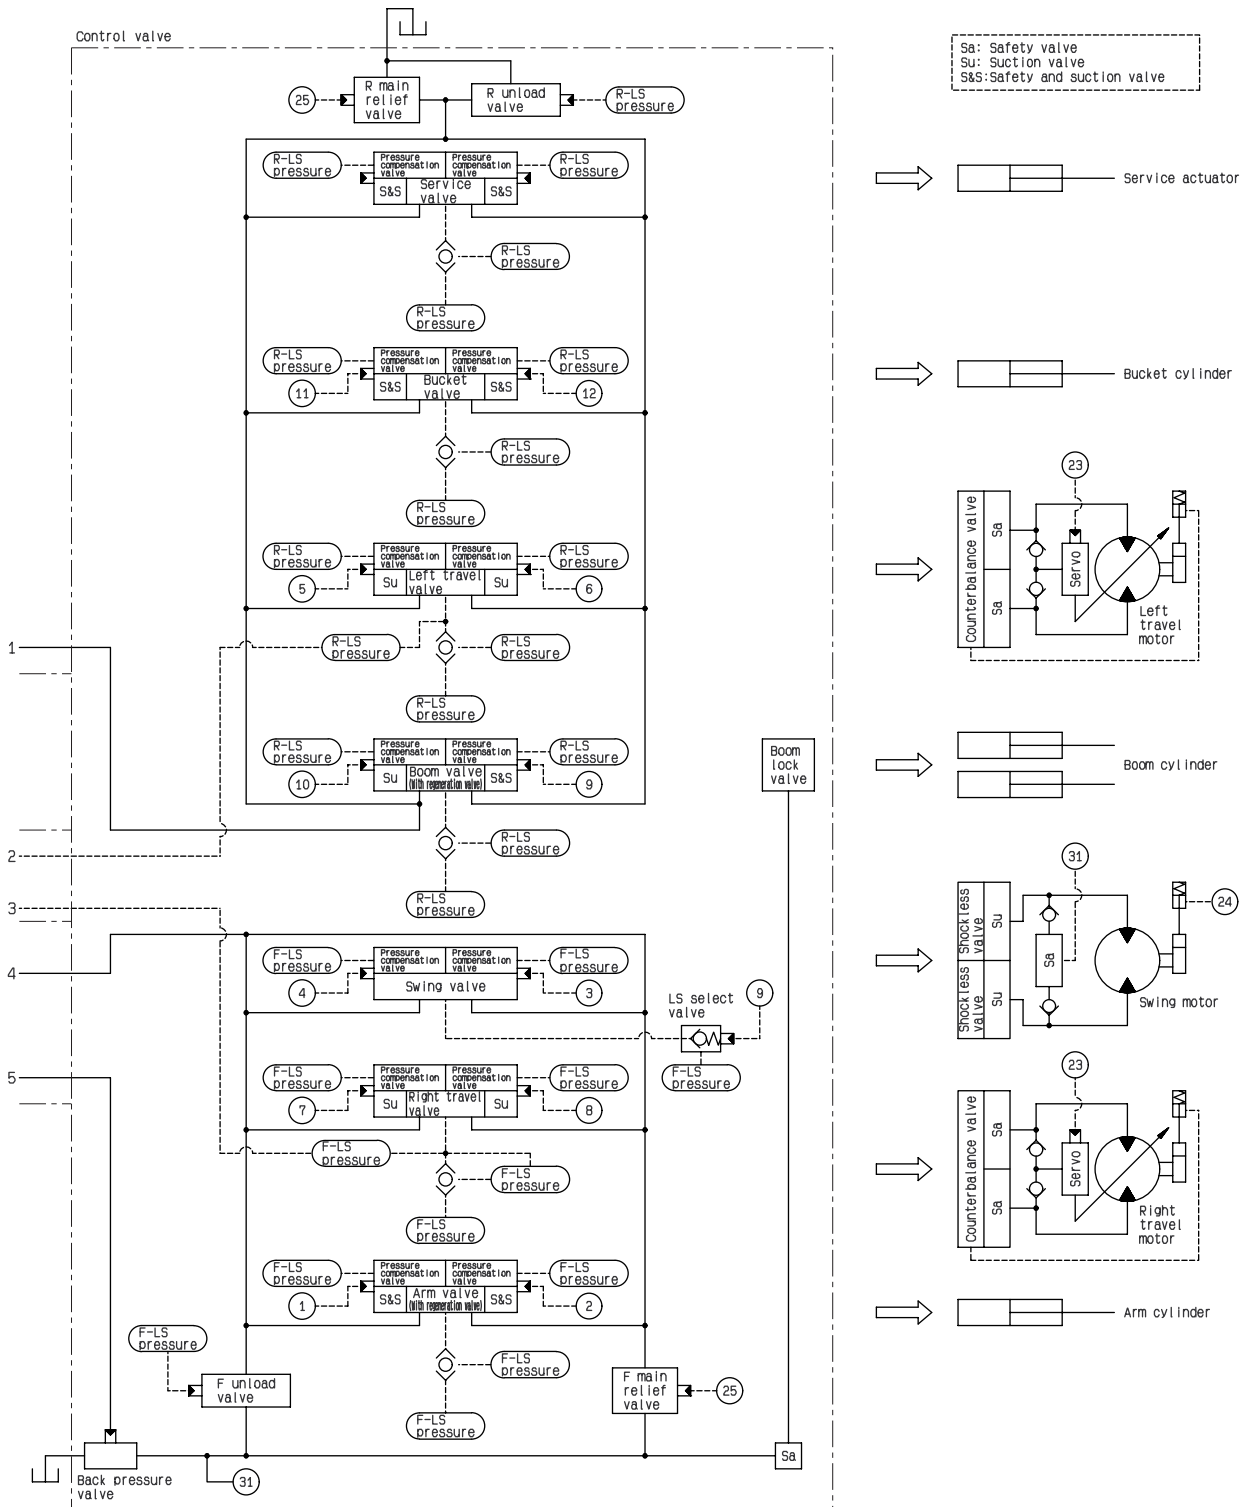 Control valve
Sa: Safety valve
Su: Suction valve
S&S:Safety and suction valve
25
R main
relief
valve
R unload
valve
R-LS
pressure
R-LS
pressure
Pressure
compensation
valve
Pressure
compensation
valve
R-LS
pressure
S&S
Service
valve
S&S
Service actuator
R-LS
pressure
R-LS
pressure
R-LS
pressure
Pressure
compensation
valve
Pressure
compensation
valve
R-LS
pressure
11
S&S
Bucket
valve
S&S
12
Bucket cylinder
R-LS
pressure
R-LS
pressure
23
R-LS
pressure
Pressure
compensation
valve
Pressure
compensation
valve
R-LS
pressure
5
Su
Left travel
valve
Su
6
Counterbalance valve
Sa
Sa
Servo
Left
travel
motor
1
R-LS
pressure
R-LS
pressure
R-LS
pressure
R-LS
pressure
Pressure
compensation
valve
Pressure
compensation
valve
R-LS
pressure
10
Su
Boom valve
(With regeneration valve)
S&S
9
Boom
lock
valve
Boom cylinder
2
R-LS
pressure
R-LS
pressure
31
3
24
Shockless
valve
Shockless
valve
Su
Su
Sa
Swing motor
4
F-LS
pressure
Pressure
compensation
valve
Pressure
compensation
valve
F-LS
pressure
4
Swing valve
3
LS select
valve
9
F-LS
pressure
5
F-LS
pressure
Pressure
compensation
valve
Pressure
compensation
valve
F-LS
pressure
7
Su
Right travel
valve
Su
8
23
Counterbalance valve
Sa
Sa
Servo
Right
travel
motor
F-LS
pressure
F-LS
pressure
F-LS
pressure
F-LS
pressure
Pressure
compensation
valve
Pressure
compensation
valve
F-LS
pressure
1
S&S
Arm valve
(With regeneration valve)
S&S
2
Arm cylinder
F-LS
pressure
F-LS
pressure
F unload
valve
F main
relief
valve
25
F-LS
pressure
Sa
31
Back pressure
valve